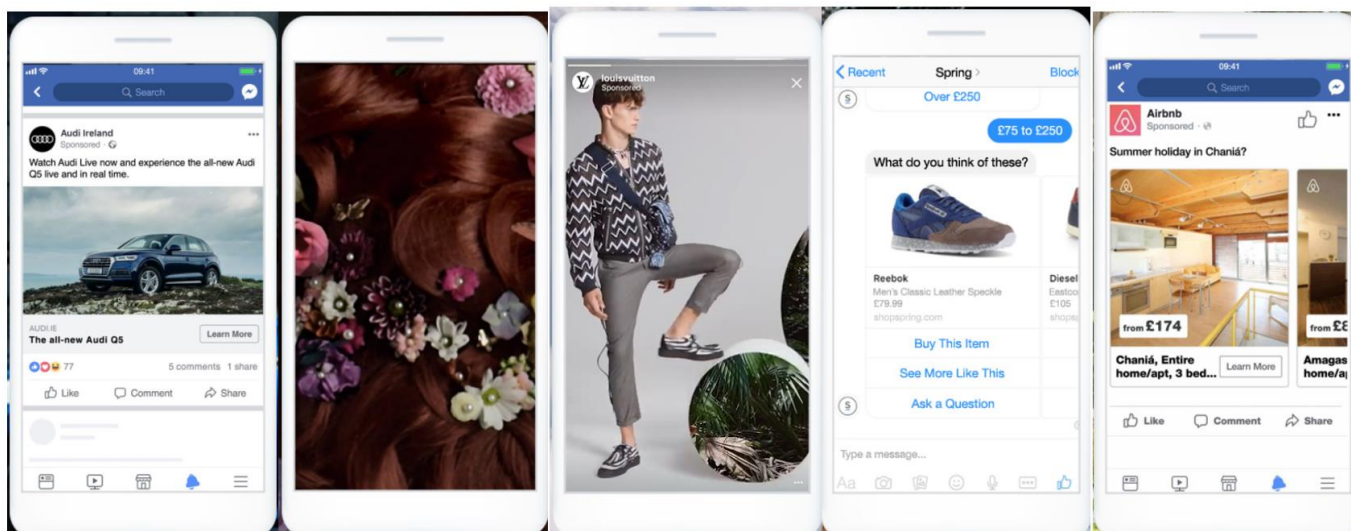 09:41
Search
Audi Ireland
Sponsored ·
Watch Audi Live now and experience the all-new Audi
Q5 live and in real time.
AUDI.IE
The all-new Audi Q5
Learn More
77
5 comments 1 share
Like
Comment
Share
LV
louisvuitton
Sponsored
Recent
Spring
Block
$
Over £250
£75 to £250
What do you think of these?
Reebok
Men's Classic Leather Speckle
£79.99
shopspring.com
Diesel
Eastco
£105
shops
Buy This Item
See More Like This
$
Ask a Question
Type a message...
Aa
09:41
Search
Airbnb
Sponsored ·
Summer holiday in Chaniá?
from £174
from £8
Chaniá, Entire
home/apt, 3 bed...
Learn More
Amagas
home/a
Like
Comment
Share